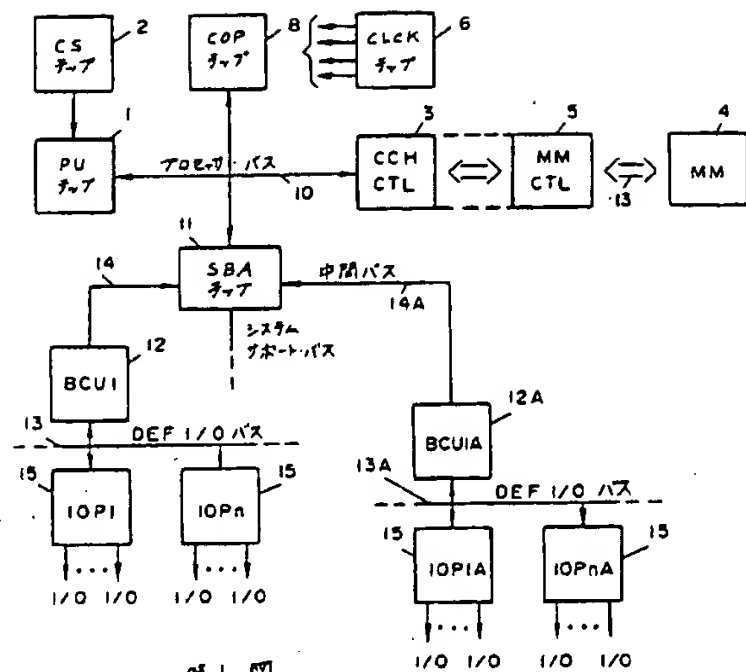 2
8
6
CS
チップ
COP
チップ
CLCK
チップ
1
3
5
4
PU
チップ
プロセッサ・バス
10
CCH
CTL
MM
CTL
13
MM
11
14
SBA
チップ
中間バス
14A
システム
サポート・バス
12
BCU1
12A
BCU1A
13
DEF I/O バス
15
IOP1
15
IOPn
13A
DEF I/O バス
15
IOP1A
15
IOPnA
I/O I/O
I/O I/O
I/O I/O
I/O I/O
第1図